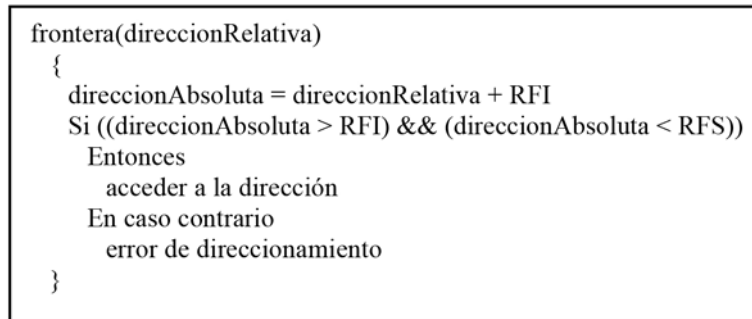 frontera(direccionRelativa)
{
direccionAbsoluta = direccionRelativa + RFI
Si ((direccionAbsoluta > RFI) && (direccionAbsoluta < RFS))
Entonces
acceder a la dirección
En caso contrario
error de direccionamiento
}